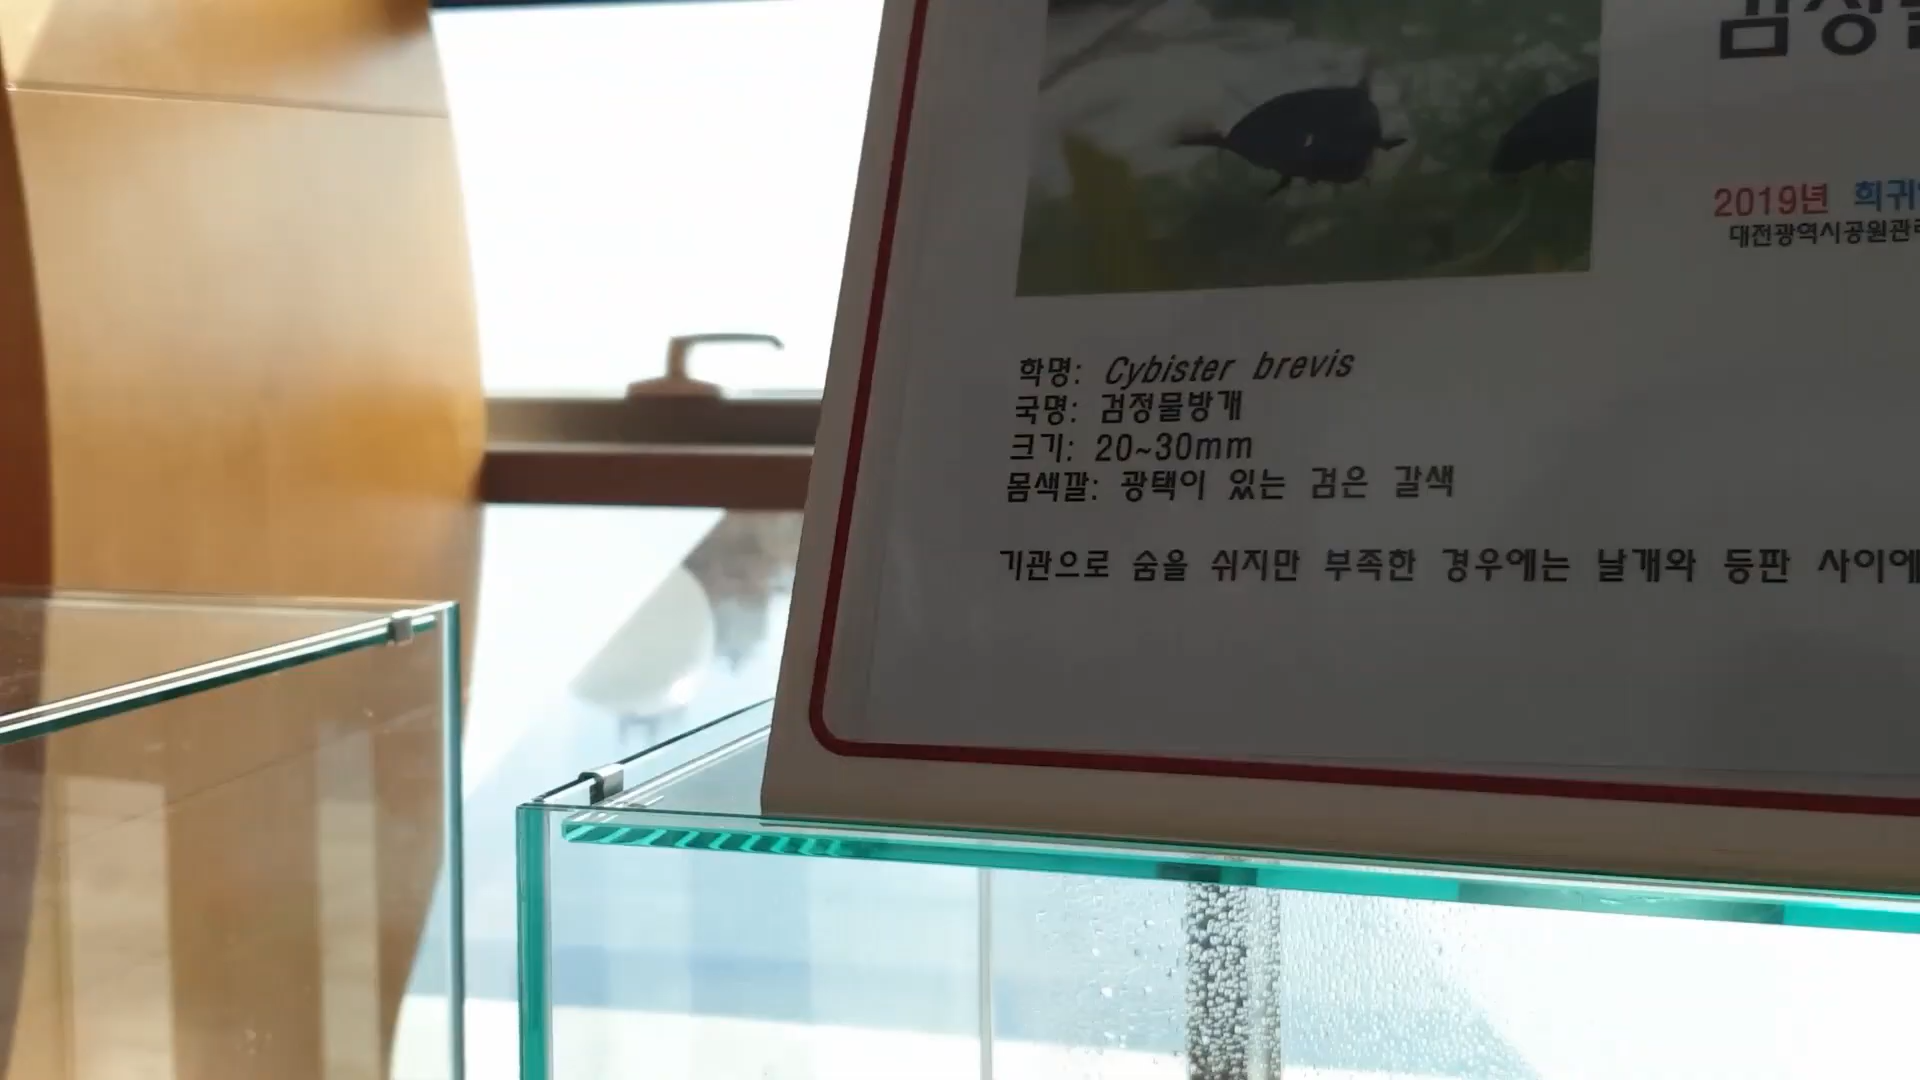 2019년
대전광역시공원관
학명: Cybister brevis
국명: 검정물방개
크기: 20~30mm
몸색깔: 광택이 있는 검은 갈색
기관으로 숨을 쉬지만 부족한 경우에는 날개와 등판 사이에